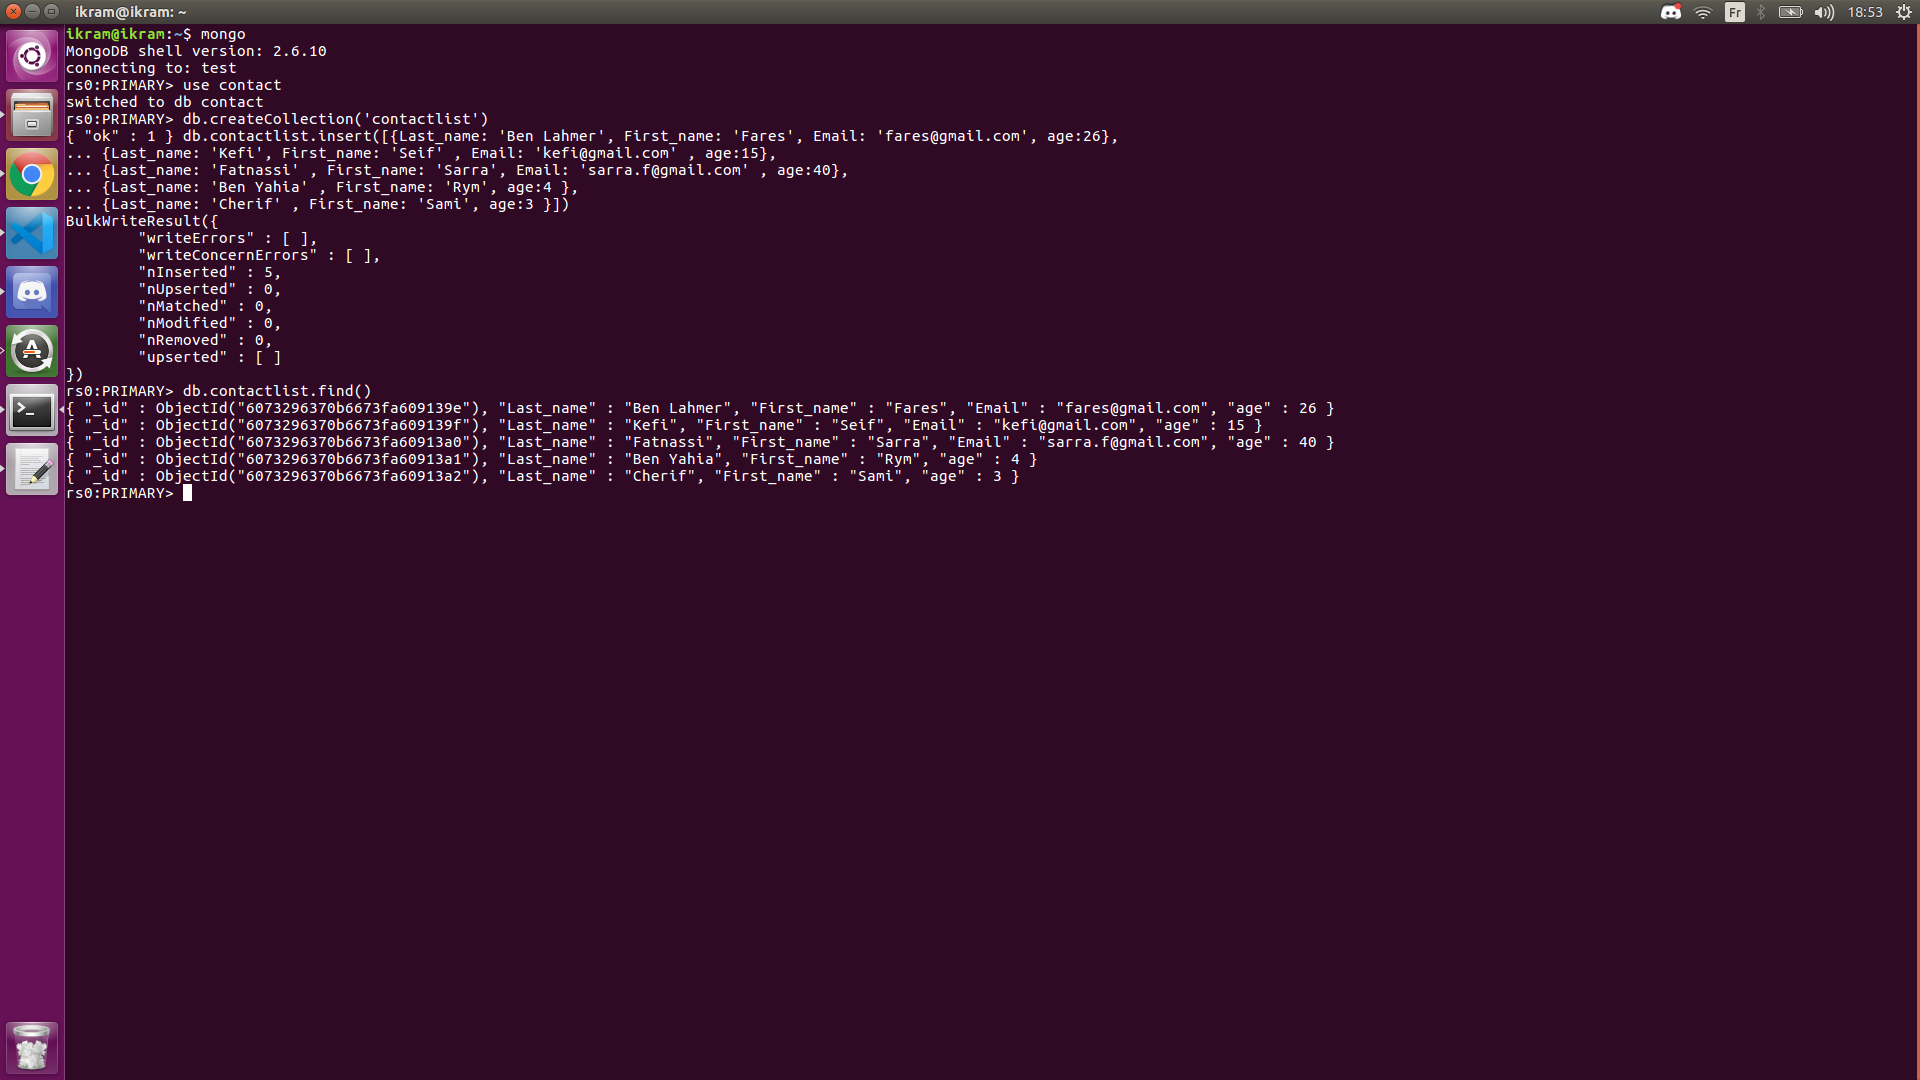 ikram@ikram: ~
Fr
18:53
ikram@ikram:~$ mongo
MongoDB shell version: 2.6.10
connecting to: test
rs0:PRIMARY> use contact
switched to db contact
rs0:PRIMARY> db.createCollection('contactlist')
{ "ok" : 1 } db.contactlist.insert([{Last_name: 'Ben Lahmer', First_name: 'Fares', Email: 'fares@gmail.com', age:26},
... {Last_name: 'Kefi', First_name: 'Seif' , Email: 'kefi@gmail.com' , age:15},
... {Last_name: 'Fatnassi' , First_name: 'Sarra', Email: 'sarra.f@gmail.com' , age:40},
... {Last_name: 'Ben Yahia' , First_name: 'Rym', age:4 },
... {Last_name: 'Cherif' , First_name: 'Sami', age:3 }])
BulkWriteResult({
"writeErrors" : [ ],
"writeConcernErrors" : [ ],
"nInserted" : 5,
"nUpserted" : 0,
"nMatched" : 0,
"nModified" : 0,
"nRemoved" : 0,
"upserted" : [ ]
})
rs0:PRIMARY> db.contactlist.find()
{ "_id" : ObjectId("6073296370b6673fa609139e"), "Last_name" : "Ben Lahmer", "First_name" : "Fares", "Email" : "fares@gmail.com", "age" : 26 }
{ "_id" : ObjectId("6073296370b6673fa609139f"), "Last_name" : "Kefi", "First_name" : "Seif", "Email" : "kefi@gmail.com", "age" : 15 }
{ "_id" : ObjectId("6073296370b6673fa60913a0"), "Last_name" : "Fatnassi", "First_name" : "Sarra", "Email" : "sarra.f@gmail.com", "age" : 40 }
{ "_id" : ObjectId("6073296370b6673fa60913a1"), "Last_name" : "Ben Yahia", "First_name" : "Rym", "age" : 4 }
{ "_id" : ObjectId("6073296370b6673fa60913a2"), "Last_name" : "Cherif", "First_name" : "Sami", "age" : 3 }
rs0:PRIMARY>